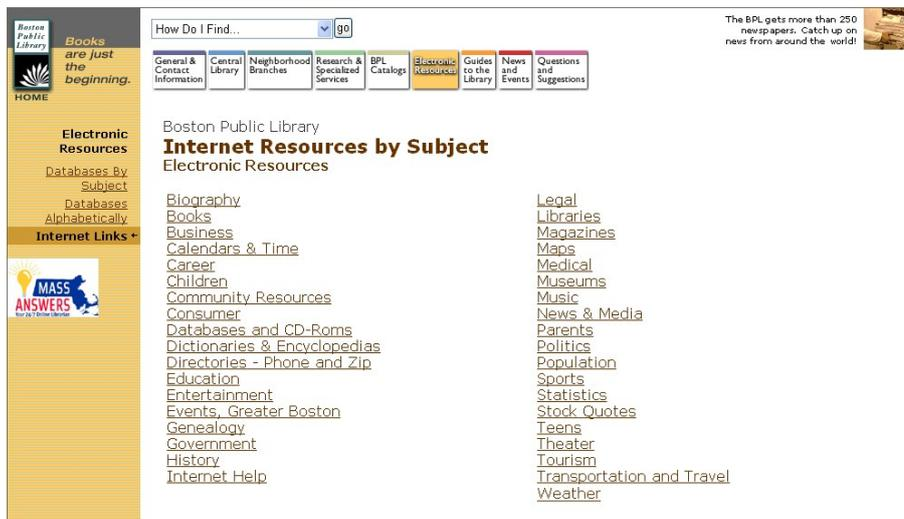 Boston
Public
Library
HOME
Books
are just
the
beginning.
How Do I Find...
go
The BPL gets more than 250
newspapers. Catch up on
news from around the world!
General &
Contact
Information
Central
Library
Neighborhood
Branches
Research &
Specialized
Services
BPL
Catalogs
Electronic
Resources
Guides
to the
Library
News
and
Events
Questions
and
Suggestions
Electronic
Resources
Databases By
Subject
Databases
Alphabetically
Internet Links
MASS
ANSWERS
Your 24/7 Online Librarian
Boston Public Library
Internet Resources by Subject
Electronic Resources
Biography
Books
Business
Calendars & Time
Career
Children
Community Resources
Consumer
Databases and CD-Roms
Dictionaries & Encyclopedias
Directories - Phone and Zip
Education
Entertainment
Events, Greater Boston
Genealogy
Government
History
Internet Help
Legal
Libraries
Magazines
Maps
Medical
Museums
Music
News & Media
Parents
Politics
Population
Sports
Statistics
Stock Quotes
Teens
Theater
Tourism
Transportation and Travel
Weather